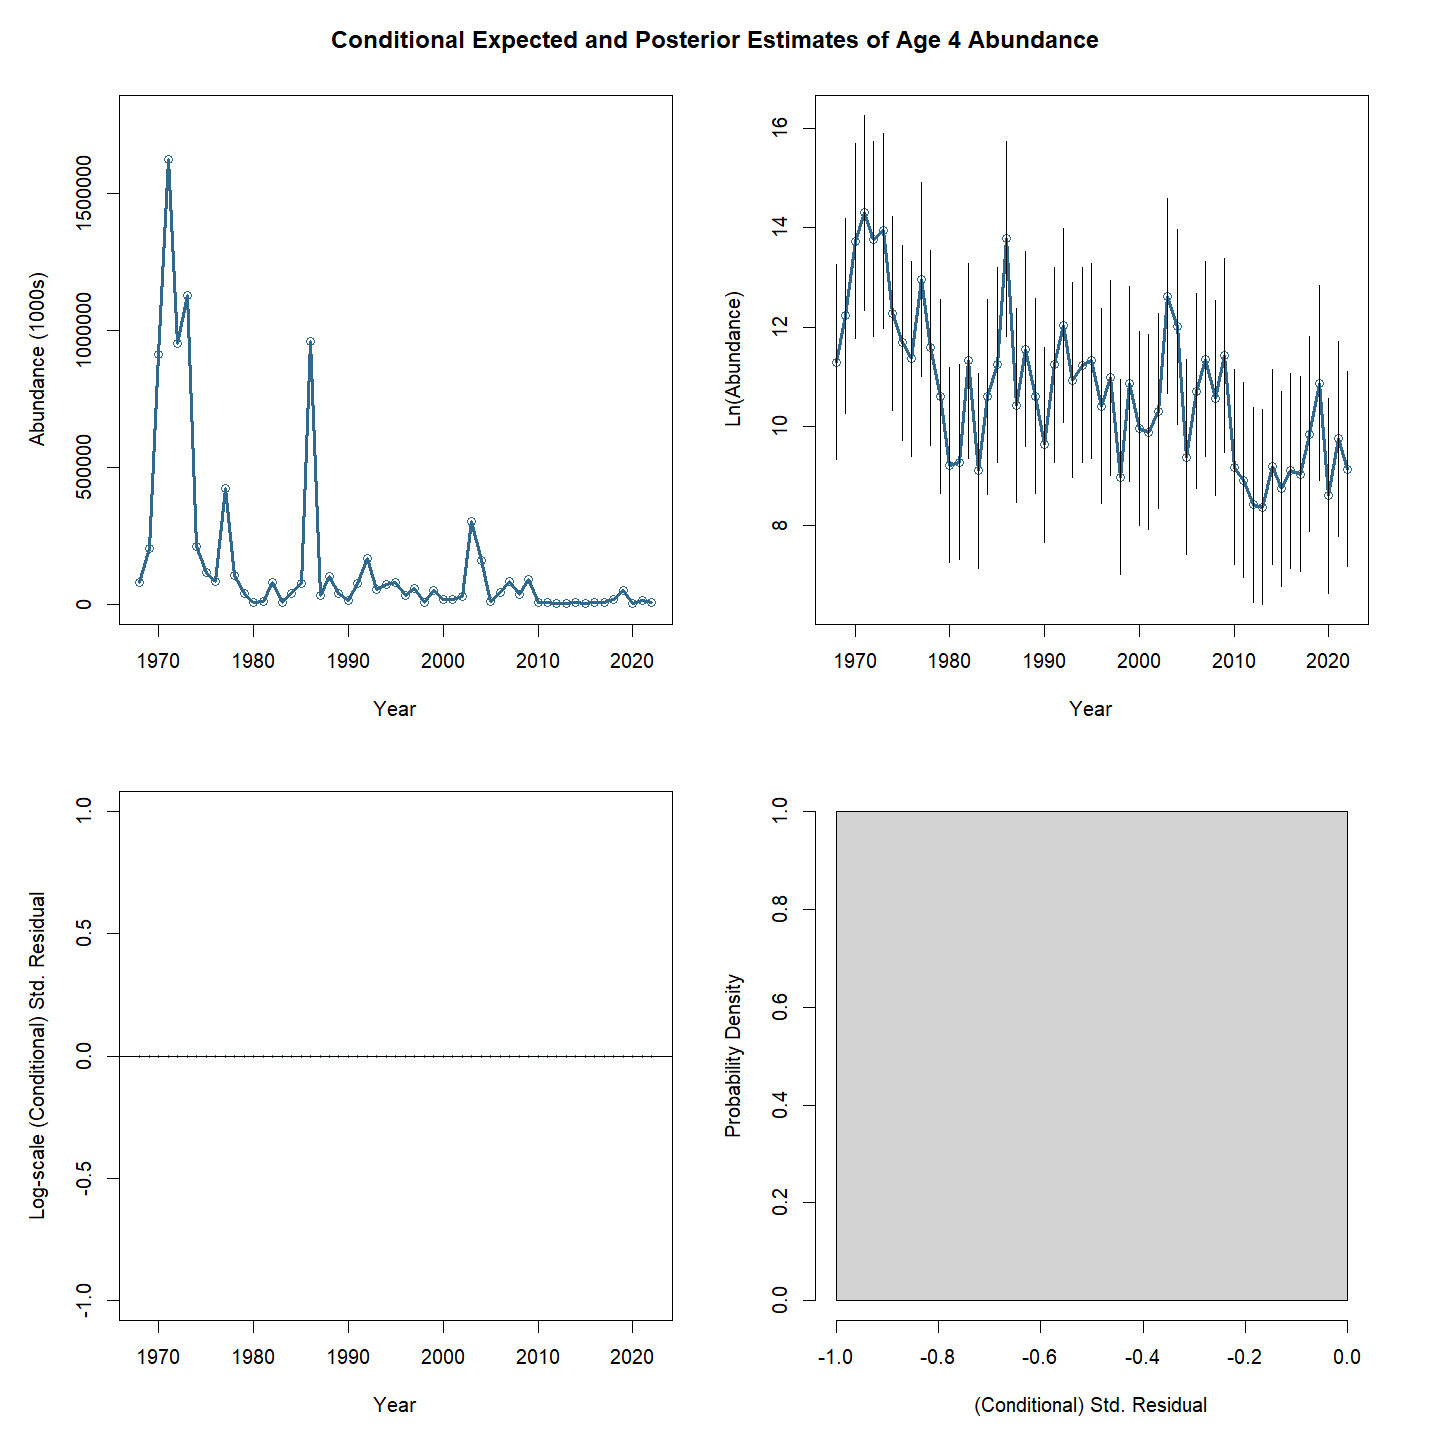 Conditional Expected and Posterior Estimates of Age 4 Abundance
Abundance (1000s)
0
500000
1000000
1500000
1970 1980 1990 2000 2010 2020
Year
Ln(Abundance)
8
10
12
14
16
1970 1980 1990 2000 2010 2020
Year
Log-scale (Conditional) Std. Residual
-1.0
-0.5
0.0
0.5
1.0
1970 1980 1990 2000 2010 2020
Year
Probability Density
0.0
0.2
0.4
0.6
0.8
1.0
-1.0 -0.8 -0.6 -0.4 -0.2 0.0
(Conditional) Std. Residual